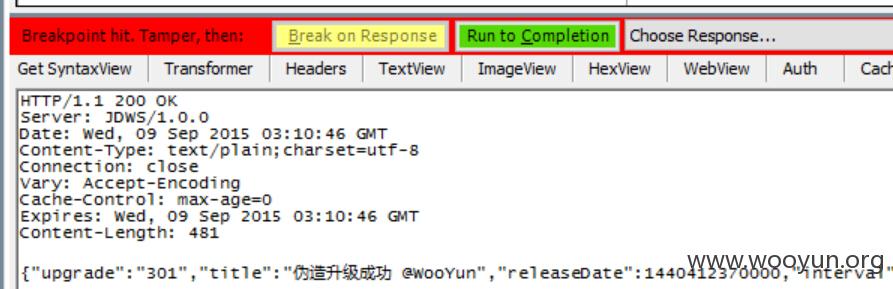 Breakpoint hit. Tamper, then: Break on Response Run to Completion Choose Response...
Get SyntaxView Transformer Headers TextView ImageView HexView WebView Auth Cach
HTTP/1.1 200 OK
Server: JDWS/1.0.0
Date: Wed, 09 Sep 2015 03:10:46 GMT
Content-Type: text/plain;charset=utf-8
Connection: close
Vary: Accept-Encoding
Cache-Control: max-age=0
Expires: Wed, 09 Sep 2015 03:10:46 GMT
Content-Length: 481
www.wooyun.org
{"upgrade":"301","title":"伪造升级成功 @WooYun","releaseDate":1440412370000,"interval"